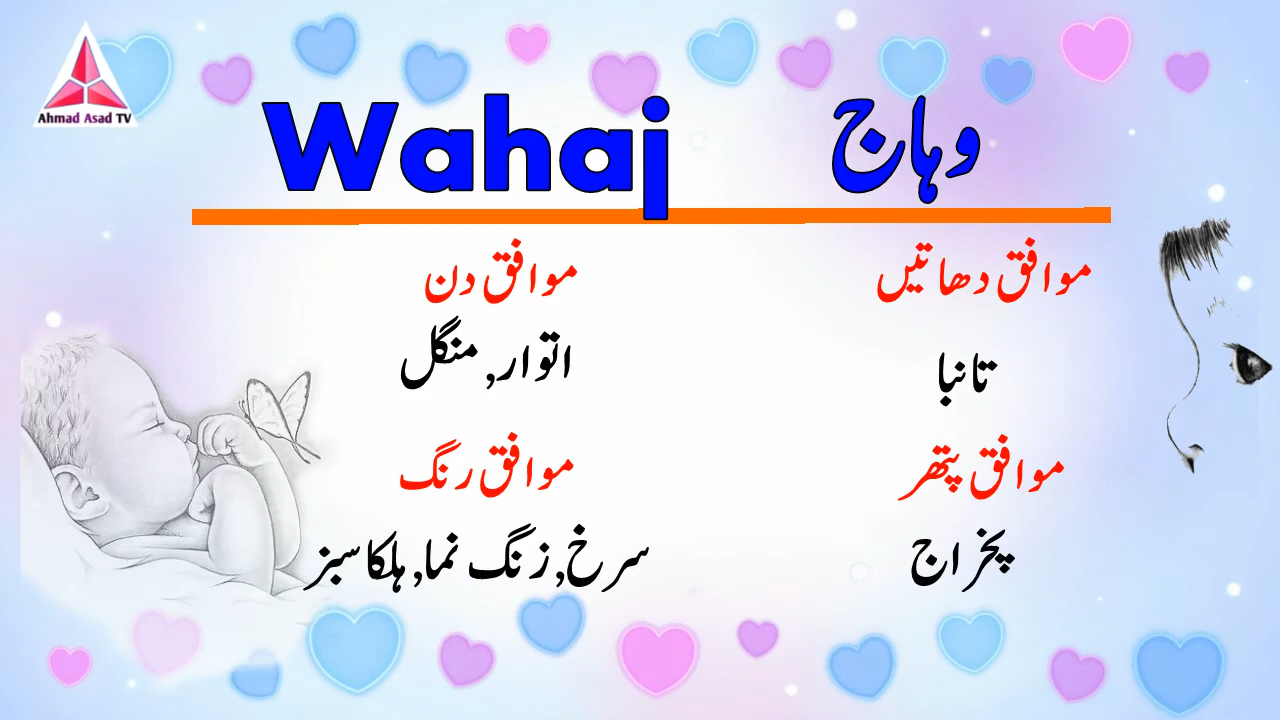 Ahmad Asad TV
Wahaj وہاج
موافق دھاتیں موافق دن
تانبا اتوار, منگل
موافق پتھر موافق رنگ
پخراج سرخ, زنگ نما, ہلکا سبز